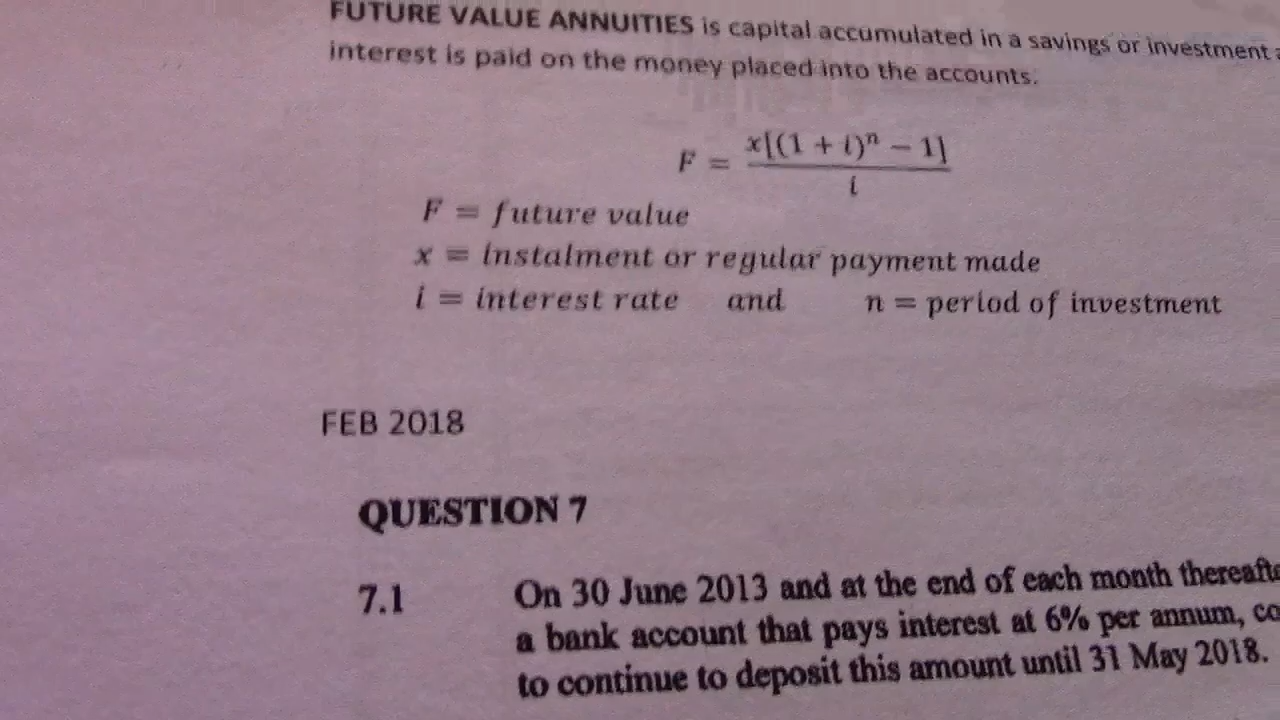 FUTURE VALUE ANNUITIES is capital accumulated in a savings or investment
interest is paid on the money placed into the accounts.
F = x[(1 + i)ⁿ − 1] / i
F = future value
x = instalment or regular payment made
i = interest rate and n = period of investment
FEB 2018
QUESTION 7
7.1 On 30 June 2013 and at the end of each month
a bank account that pays interest at 6% per annum,
to continue to deposit this amount until 31 May 2018.